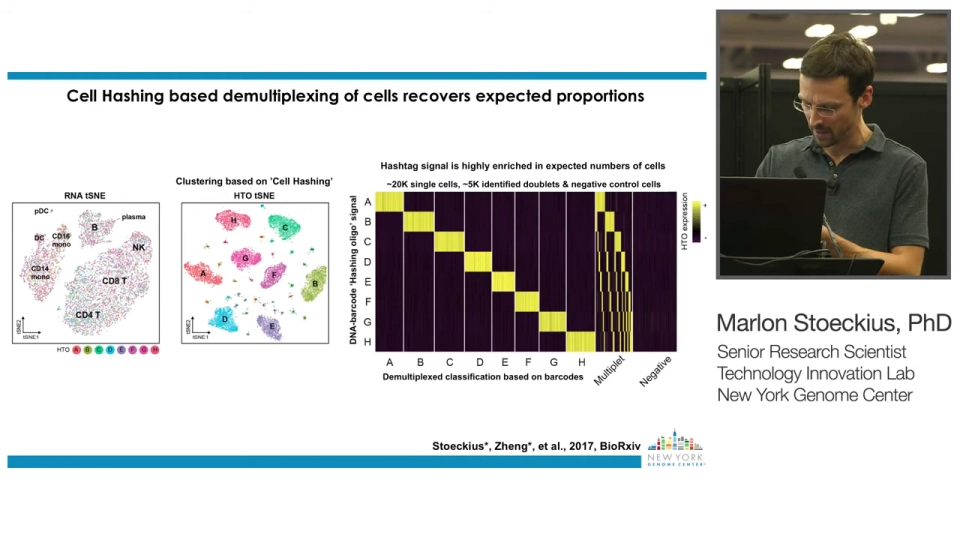 Cell Hashing based demultiplexing of cells recovers expected proportions
RNA tSNE
pDC
plasma
B
DC
CD16
mono
NK
CD14
mono
CD8 T
CD4 T
tSNE2
tSNE1
HTO A B C D E F G H
Clustering based on 'Cell Hashing'
HTO tSNE
H
C
G
A
F
B
D
E
tSNE2
tSNE1
Hashtag signal is highly enriched in expected numbers of cells
~20K single cells, ~5K identified doublets & negative control cells
DNA-barcode 'Hashing oligo' signal
A
B
C
D
E
F
G
H
A B C D E F G H Multiplet Negative
Demultiplexed classification based on barcodes
HTO expression
+
-
Stoeckius*, Zheng*, et al., 2017, BioRxiv
NEW YORK
GENOME CENTER
Marlon Stoeckius, PhD
Senior Research Scientist
Technology Innovation Lab
New York Genome Center